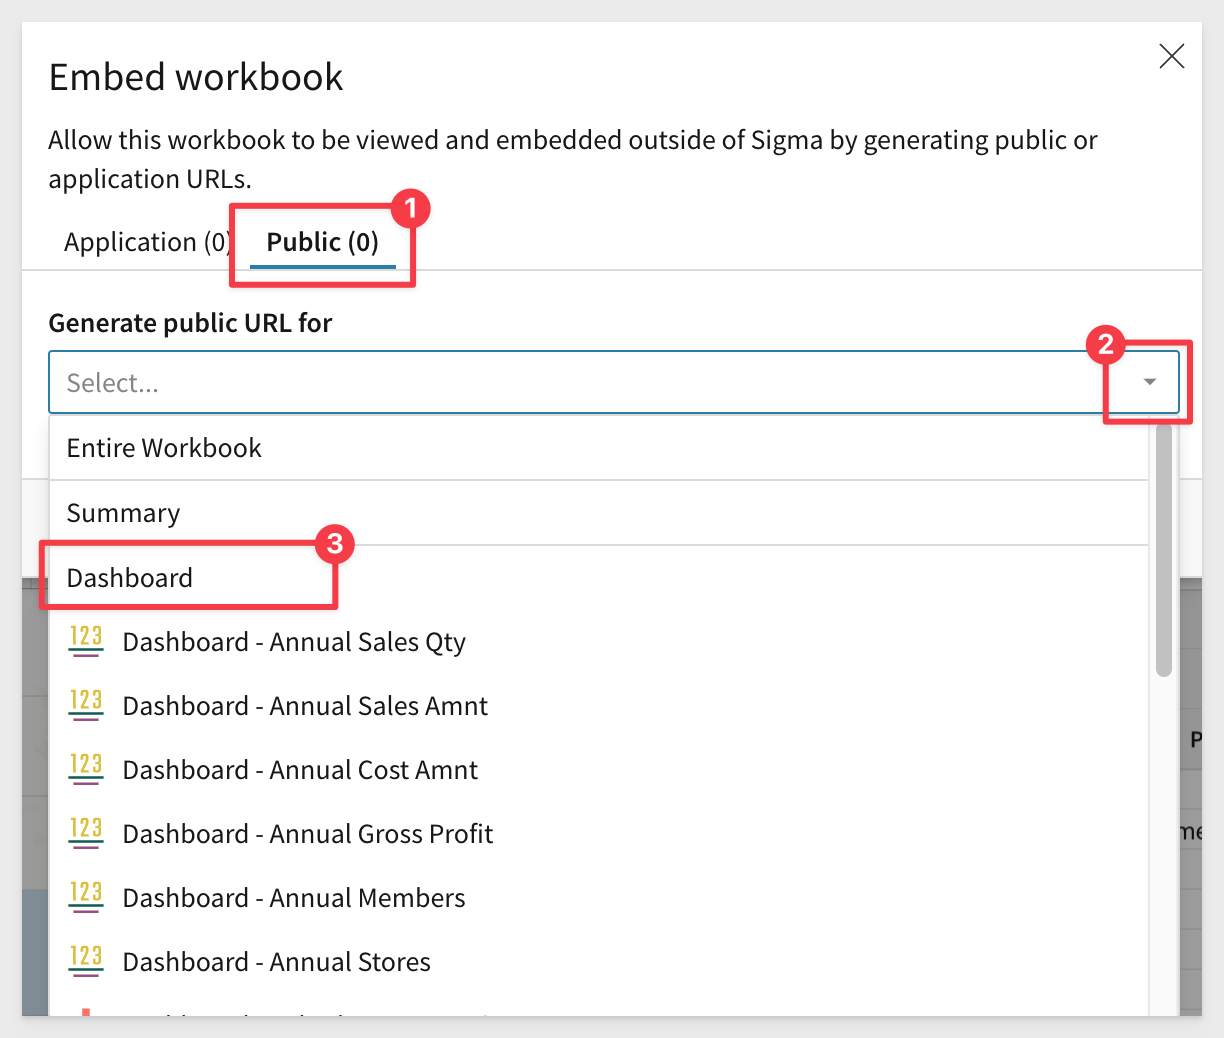 Embed workbook
Allow this workbook to be viewed and embedded outside of Sigma by generating public or
application URLs.
1
Application (0) Public (0)
Generate public URL for
2
Select...
Entire Workbook
Summary
3
Dashboard
123 Dashboard - Annual Sales Qty
123 Dashboard - Annual Sales Amnt
P
123 Dashboard - Annual Cost Amnt
123 Dashboard - Annual Gross Profit
me
123 Dashboard - Annual Members
123 Dashboard - Annual Stores